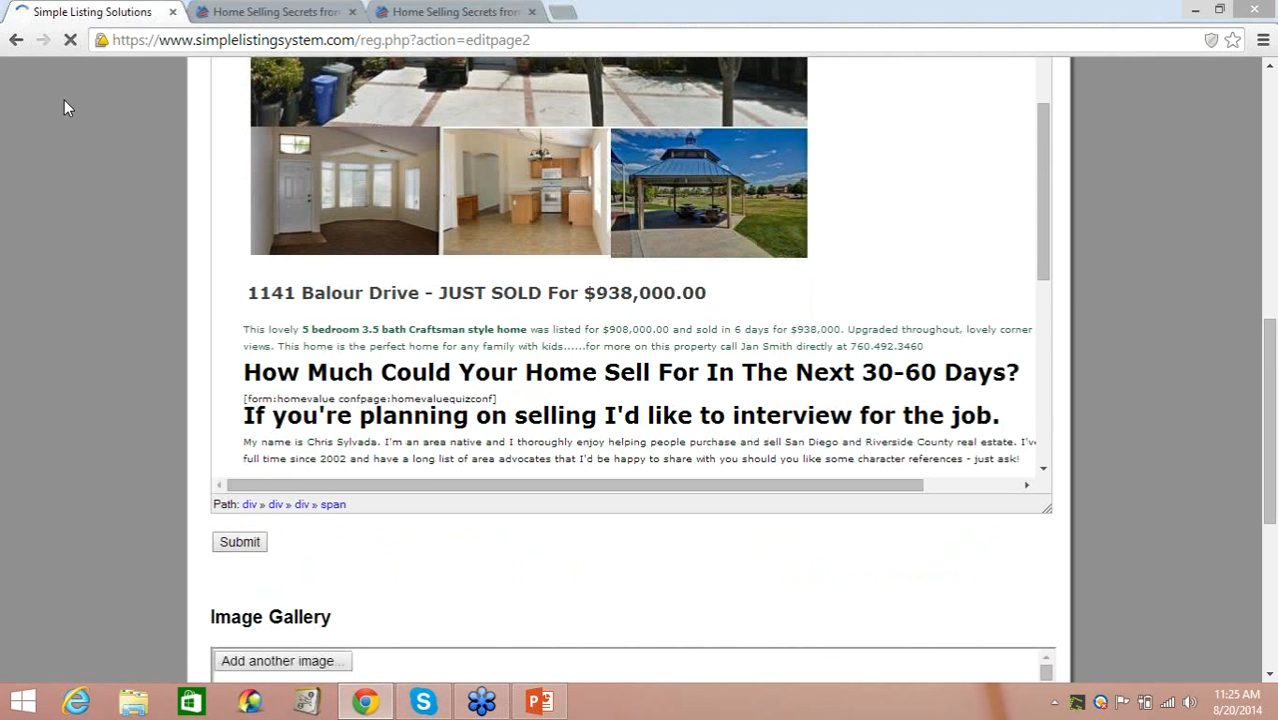 Simple Listing Solutions
Home Selling Secrets from
Home Selling Secrets from
https://www.simplelistingsystem.com/reg.php?action=editpage2
1141 Balour Drive - JUST SOLD For $938,000.00
This lovely 5 bedroom 3.5 bath Craftsman style home was listed for $908,000.00 and sold in 6 days for $938,000. Upgraded throughout, lovely corner
views. This home is the perfect home for any family with kids......for more on this property call Jan Smith directly at 760.492.3460
How Much Could Your Home Sell For In The Next 30-60 Days?
[form:homevalue confpage:homevaluequizconf]
If you're planning on selling I'd like to interview for the job.
My name is Chris Sylvada. I'm an area native and I thoroughly enjoy helping people purchase and sell San Diego and Riverside County real estate. I've
full time since 2002 and have a long list of area advocates that I'd be happy to share with you should you like some character references - just ask!
Path: div » div » div » span
Submit
Image Gallery
Add another image...
11:25 AM
8/20/2014